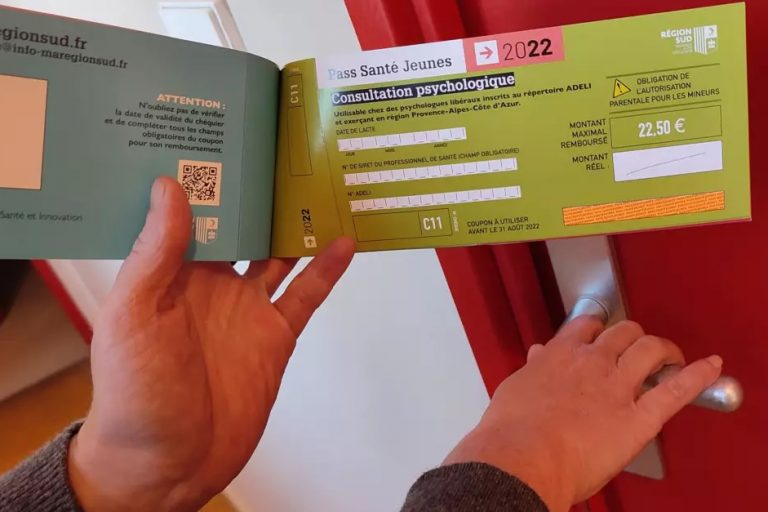 egionsud.fr
e@info-maregionsud.fr
ATTENTION :
N'oubliez pas de vérifier
la date de validité du chéquier
et de compléter tous les champs
obligatoires du coupon
pour son remboursement.
Santé et Innovation
C11
2022
Pass Santé Jeunes
2022
Consultation psychologique
Utilisable chez des psychologues libéraux inscrits au répertoire ADELI
et exerçant en région Provence-Alpes-Côte d'Azur.
DATE DE L'ACTE
JOUR MOIS ANNÉE
N° DE SIRET DU PROFESSIONNEL DE SANTÉ (CHAMP OBLIGATOIRE)
N° ADELI
C11
COUPON À UTILISER
AVANT LE 31 AOÛT 2022
RÉGION
SUD
OBLIGATION DE
L'AUTORISATION
PARENTALE POUR LES MINEURS
MONTANT
MAXIMAL
REMBOURSÉ
22.50 €
MONTANT
RÉEL :